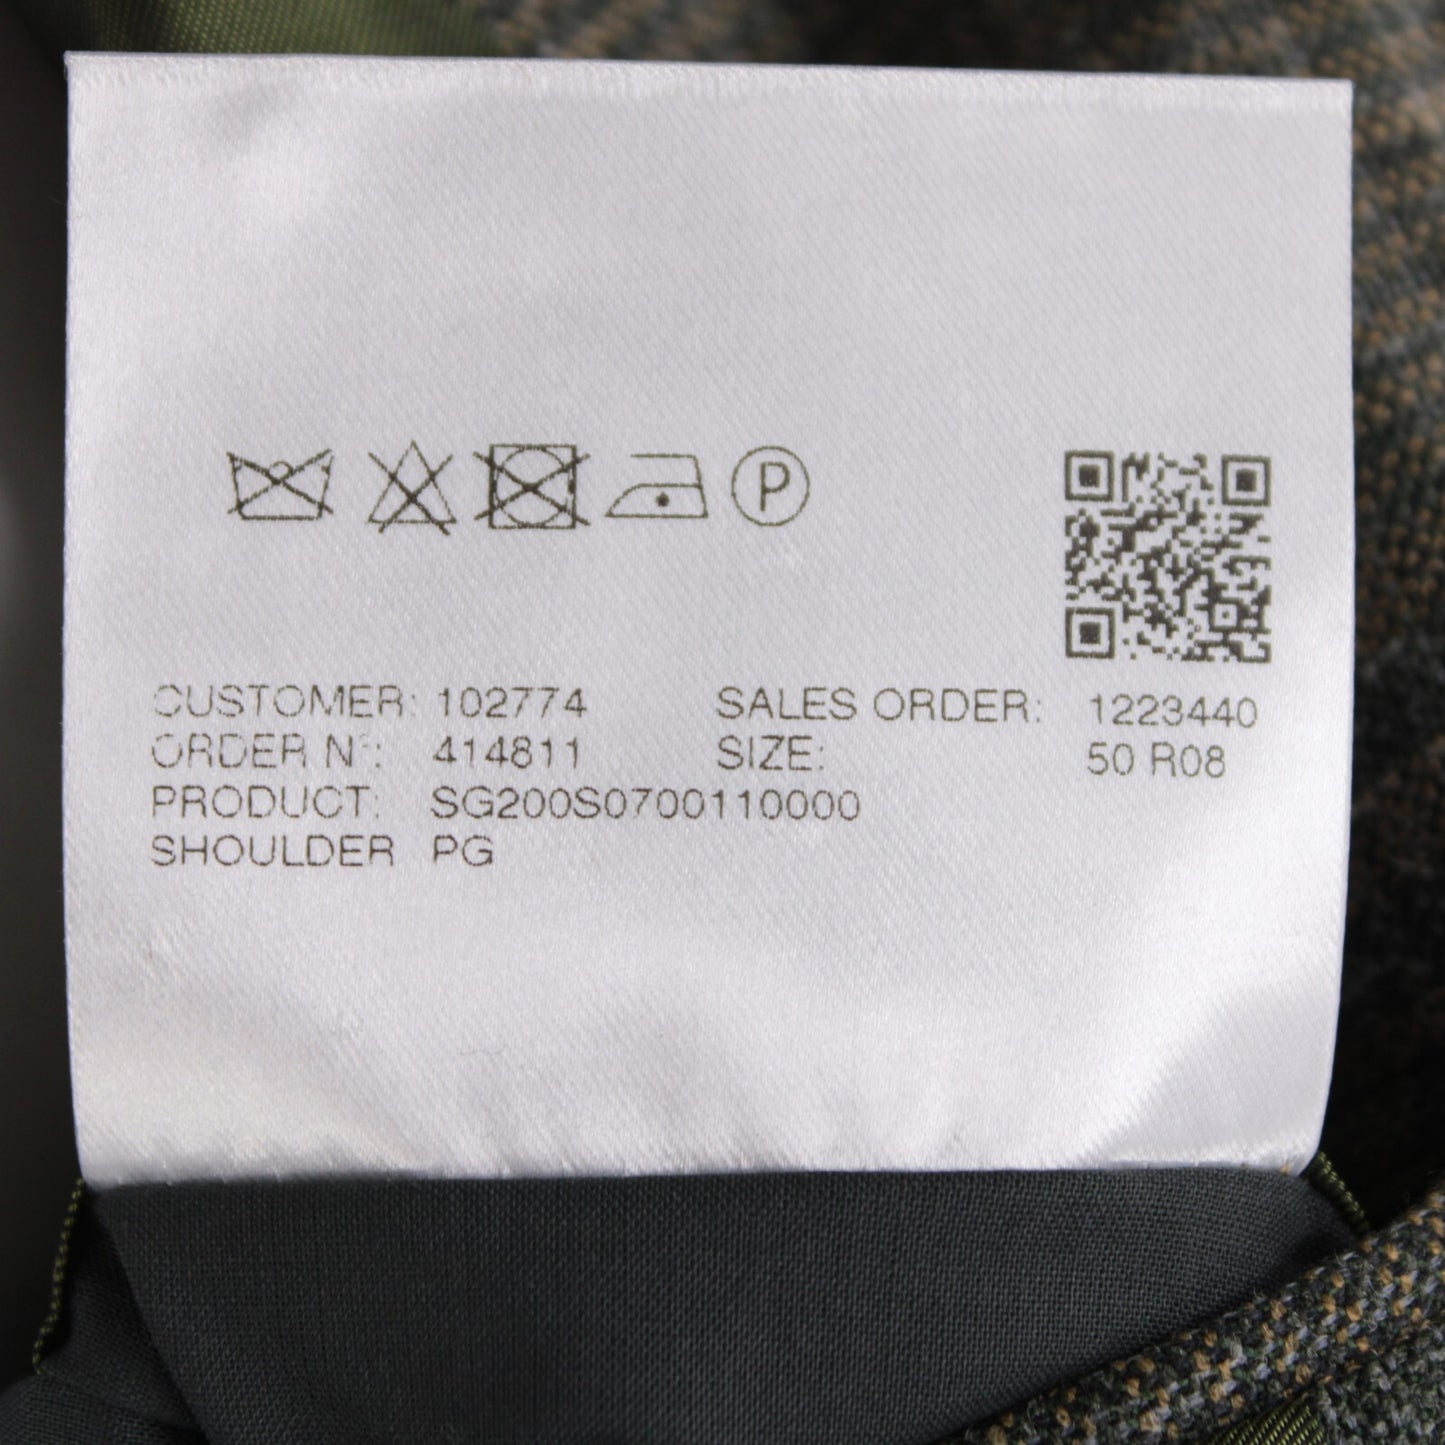 P
CUSTOMER: 102774 SALES ORDER: 1223440
ORDER N°: 414811 SIZE: 50 R08
PRODUCT: SG200S0700110000
SHOULDER PG